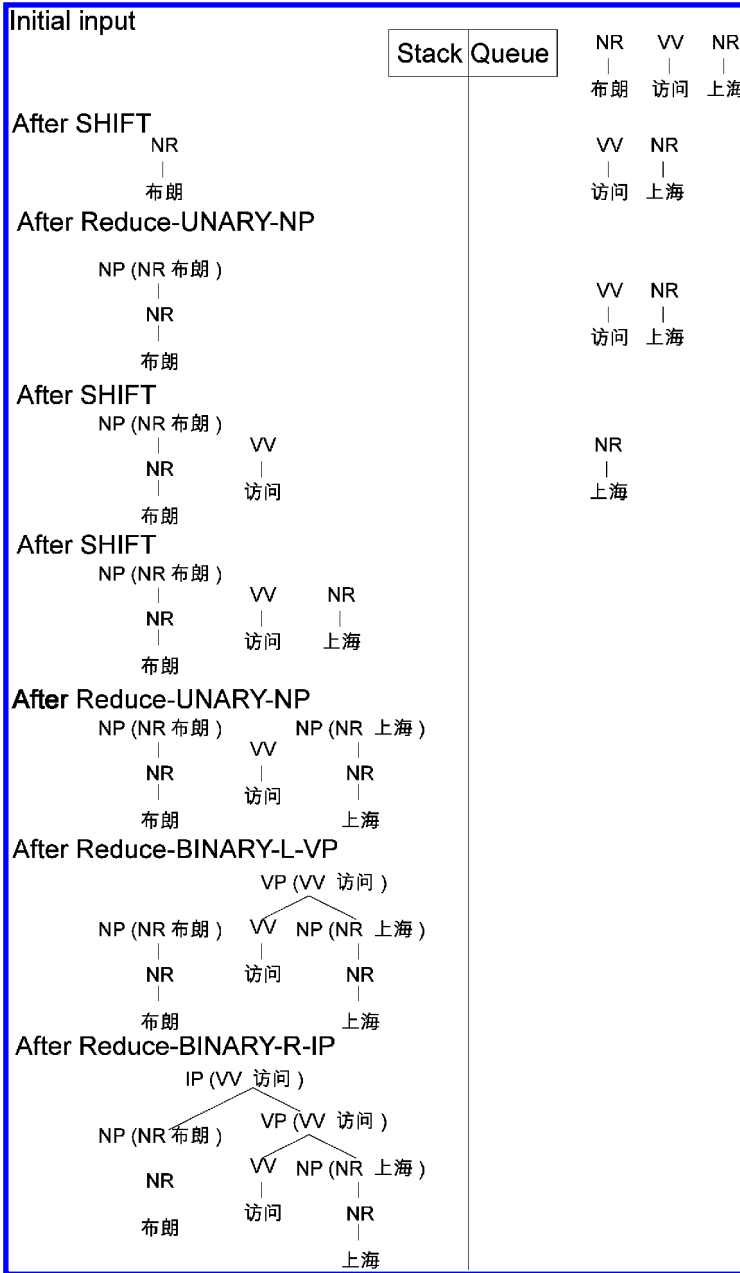 Initial input
Stack Queue
NR VV NR
布朗 访问 上海
After SHIFT
NR VV NR
布朗 访问 上海
After Reduce-UNARY-NP
NP (NR 布朗 )
VV NR
NR
访问 上海
布朗
After SHIFT
NP (NR 布朗 )
VV NR
NR
访问 上海
布朗
After SHIFT
NP (NR 布朗 )
VV NR
NR
访问 上海
布朗
After Reduce-UNARY-NP
NP (NR 布朗 ) NP (NR 上海 )
VV
NR NR
访问
布朗 上海
After Reduce-BINARY-L-VP
VP (VV 访问 )
NP (NR 布朗 ) VV NP (NR 上海 )
NR 访问 NR
布朗 上海
After Reduce-BINARY-R-IP
IP (VV 访问 )
VP (VV 访问 )
NP (NR 布朗 )
VV NP (NR 上海 )
NR
访问 NR
布朗
上海